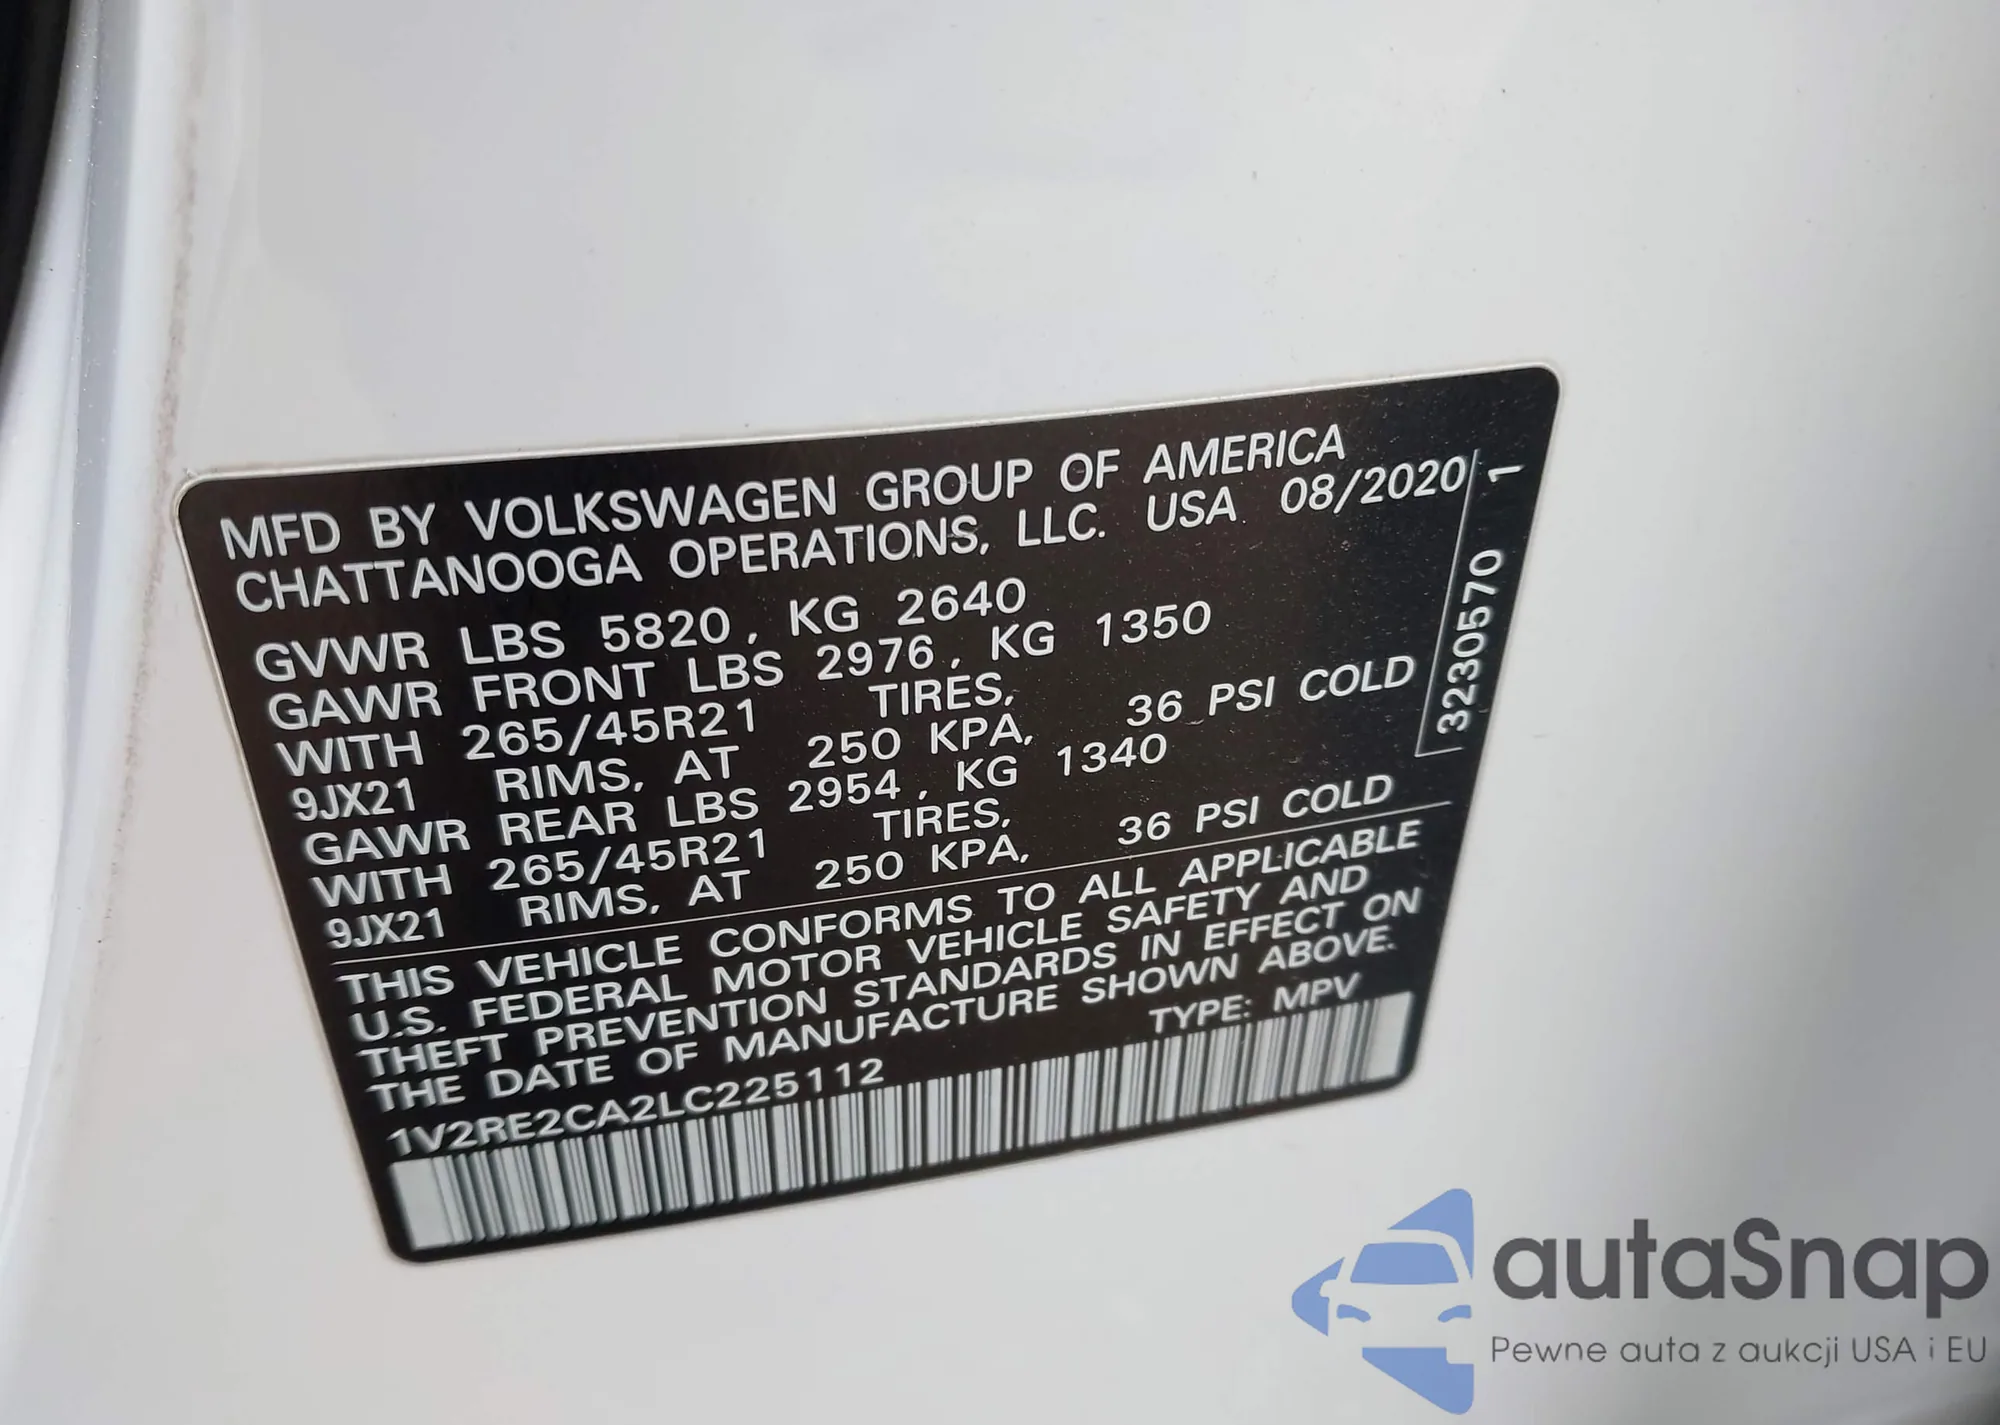 MFD BY VOLKSWAGEN GROUP OF AMERICA
CHATTANOOGA OPERATIONS, LLC. USA 08/2020
GVWR LBS 5820, KG 2640
GAWR FRONT LBS 2976, KG 1350
WITH 265/45R21 TIRES,
9JX21 RIMS, AT 250 KPA, 36 PSI COLD
GAWR REAR LBS 2954, KG 1340
WITH 265/45R21 TIRES,
9JX21 RIMS, AT 250 KPA, 36 PSI COLD
3230570 1
THIS VEHICLE CONFORMS TO ALL APPLICABLE
U.S. FEDERAL MOTOR VEHICLE SAFETY AND
THEFT PREVENTION STANDARDS IN EFFECT ON
THE DATE OF MANUFACTURE SHOWN ABOVE.
TYPE: MPV
1V2RE2CA2LC225112
autaSnap
Pewne auta z aukcji USA i EU